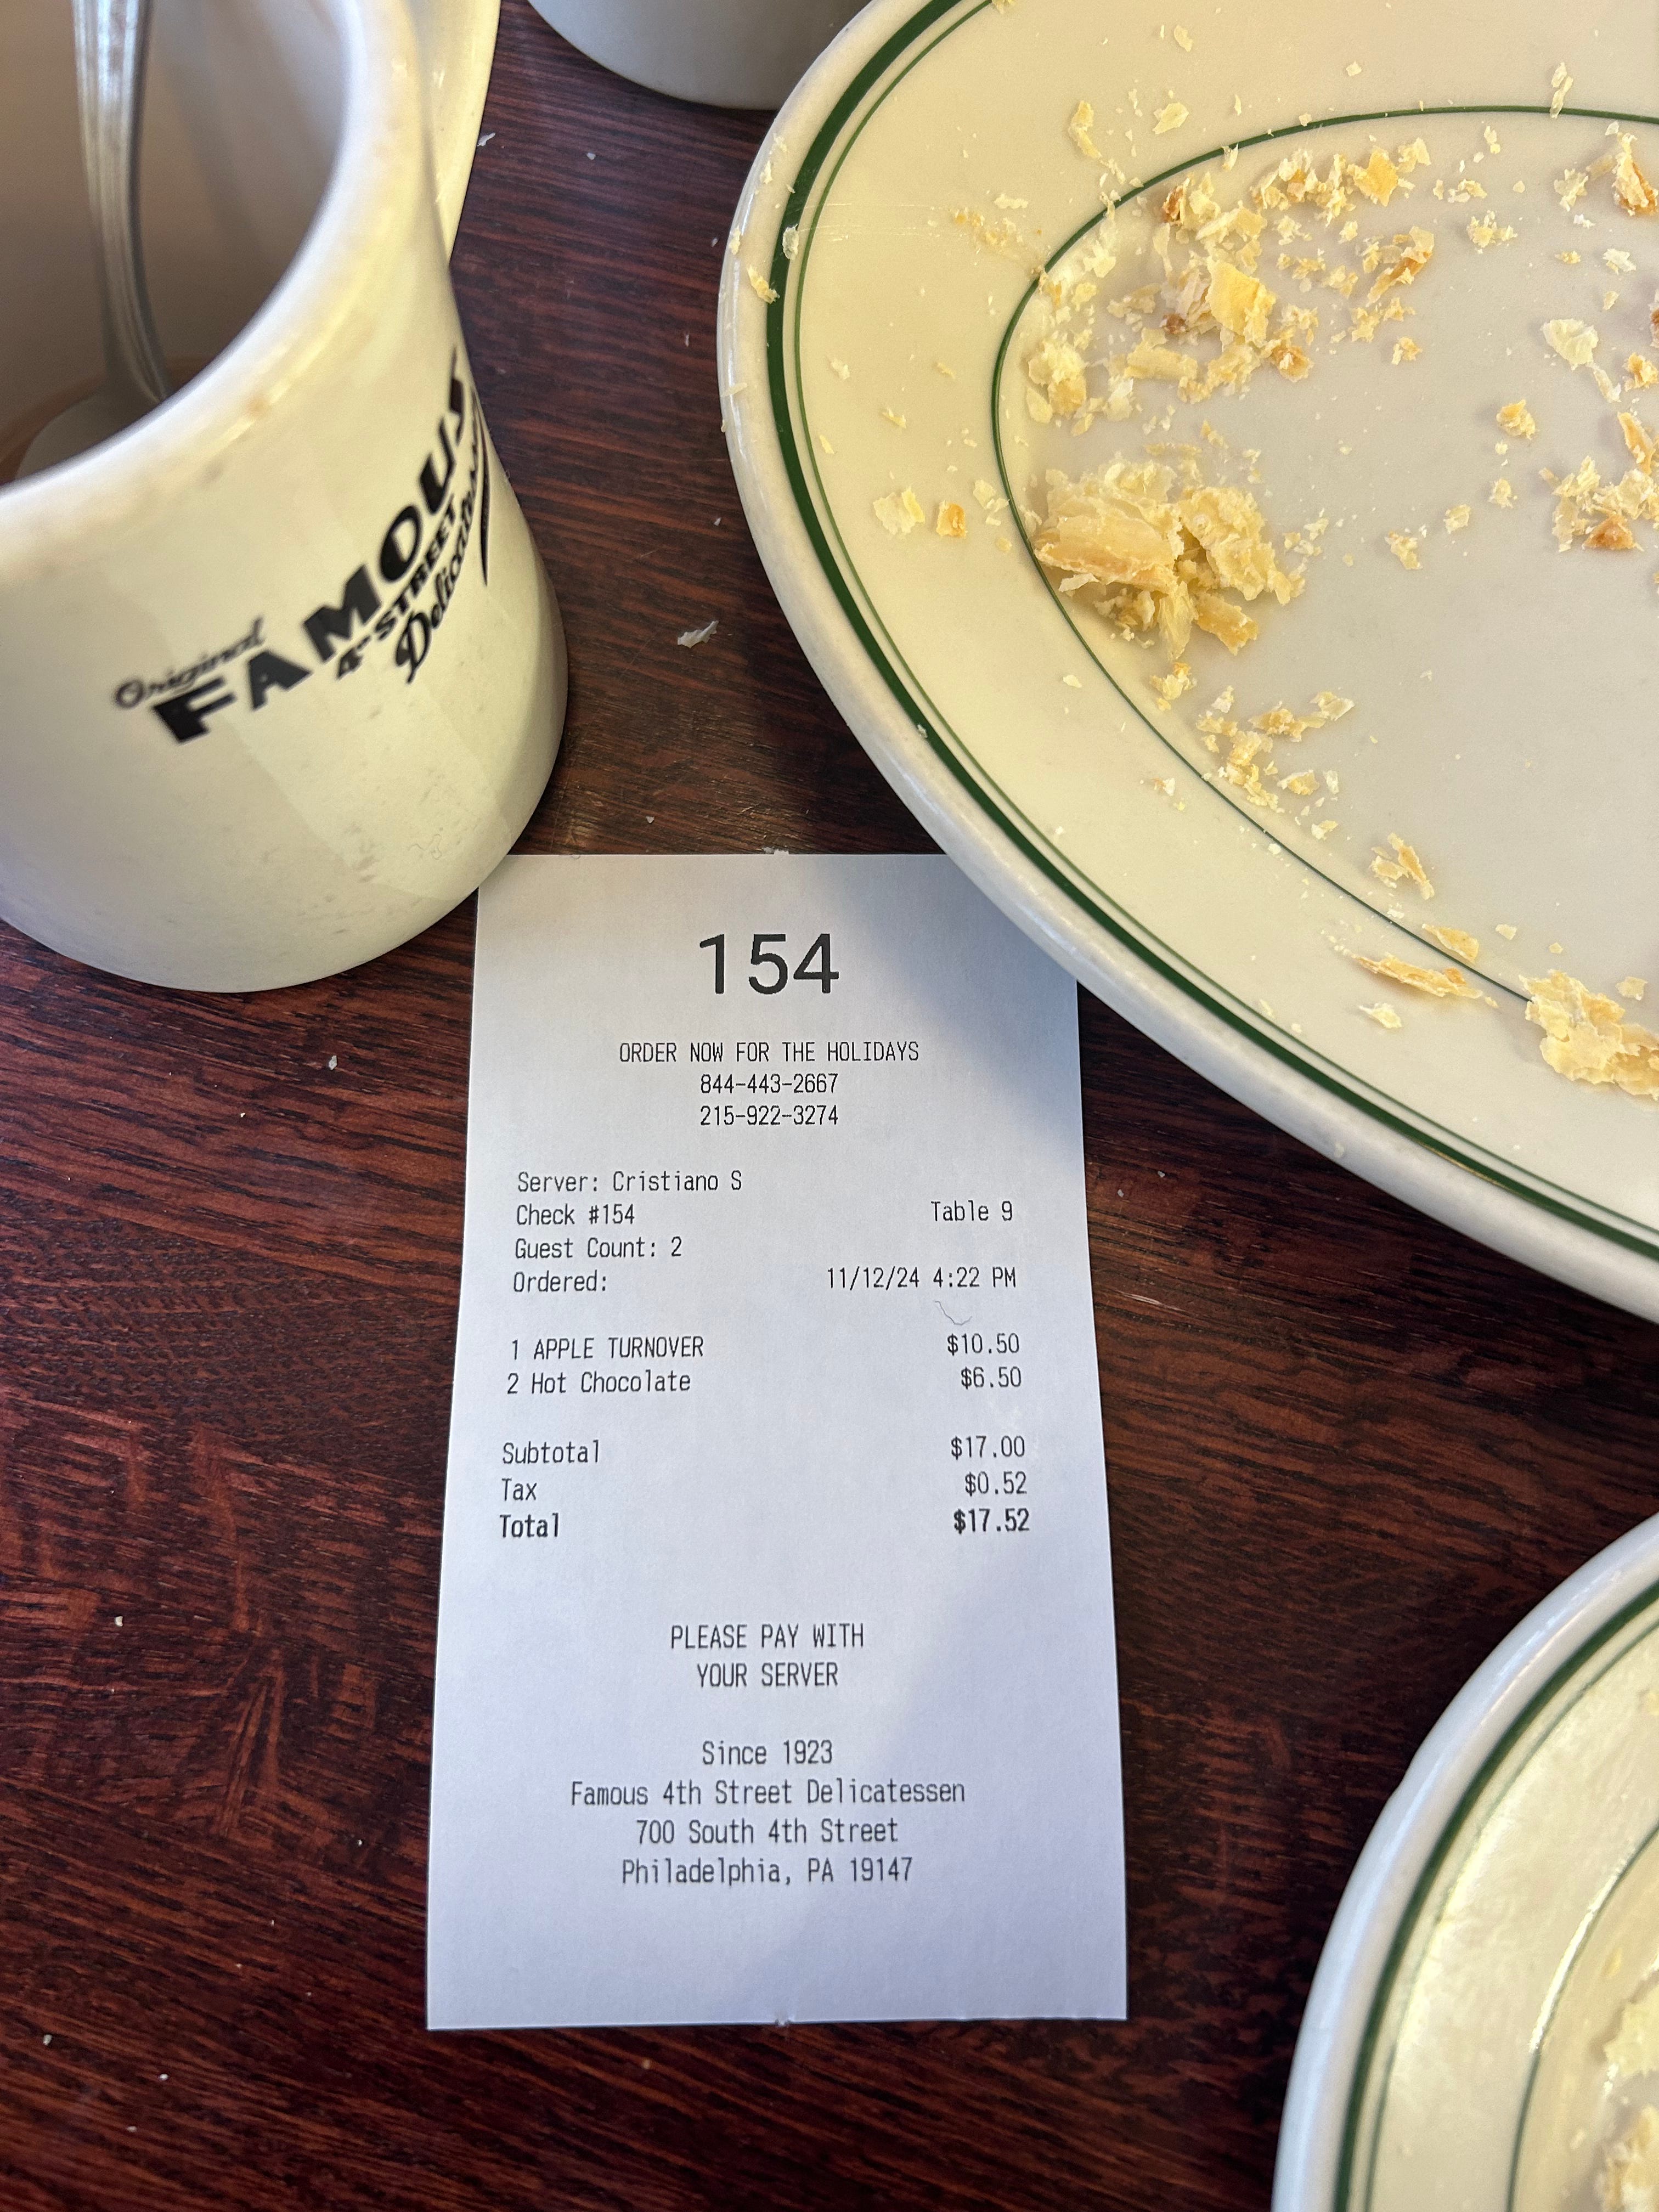 Original
FAMOUS
4th STREET
Delicatessen
154
ORDER NOW FOR THE HOLIDAYS
844-443-2667
215-922-3274
Server: Cristiano S
Check #154 Table 9
Guest Count: 2
Ordered: 11/12/24 4:22 PM
1 APPLE TURNOVER $10.50
2 Hot Chocolate $6.50
Subtotal $17.00
Tax $0.52
Total $17.52
PLEASE PAY WITH
YOUR SERVER
Since 1923
Famous 4th Street Delicatessen
700 South 4th Street
Philadelphia, PA 19147